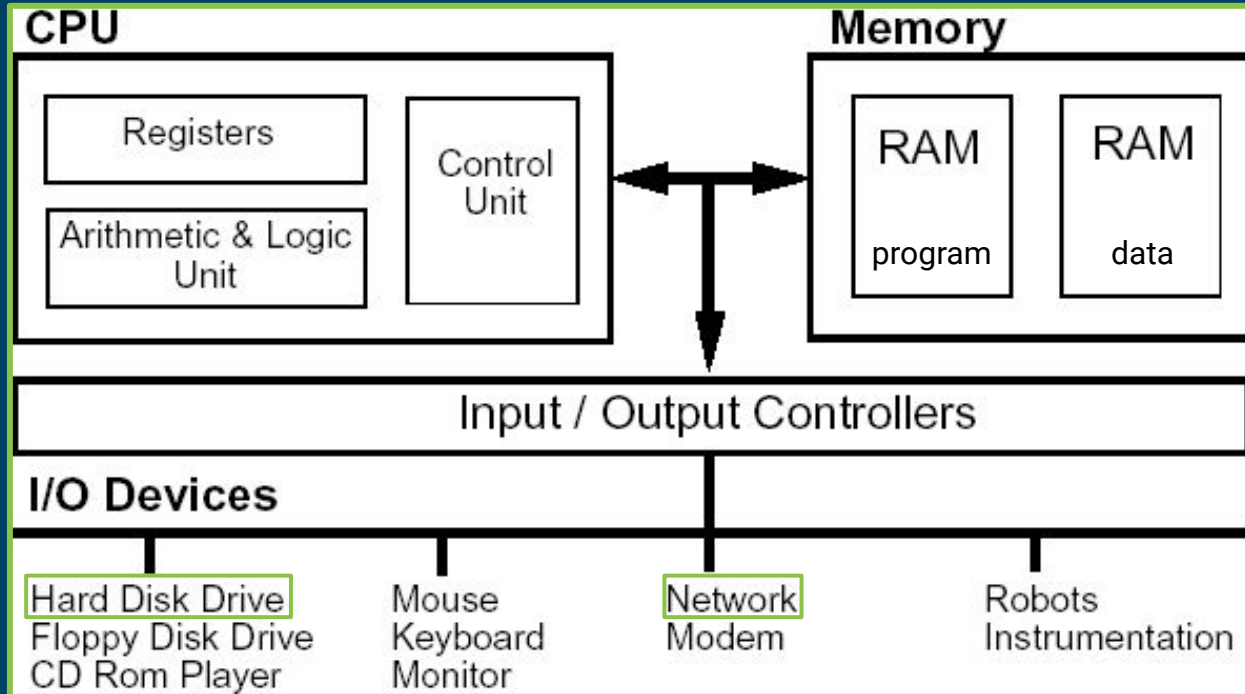 CPU
Memory
Registers
Control
Unit
Arithmetic & Logic
Unit
RAM
program
RAM
data
Input / Output Controllers
I/O Devices
Hard Disk Drive
Floppy Disk Drive
CD Rom Player
Mouse
Keyboard
Monitor
Network
Modem
Robots
Instrumentation